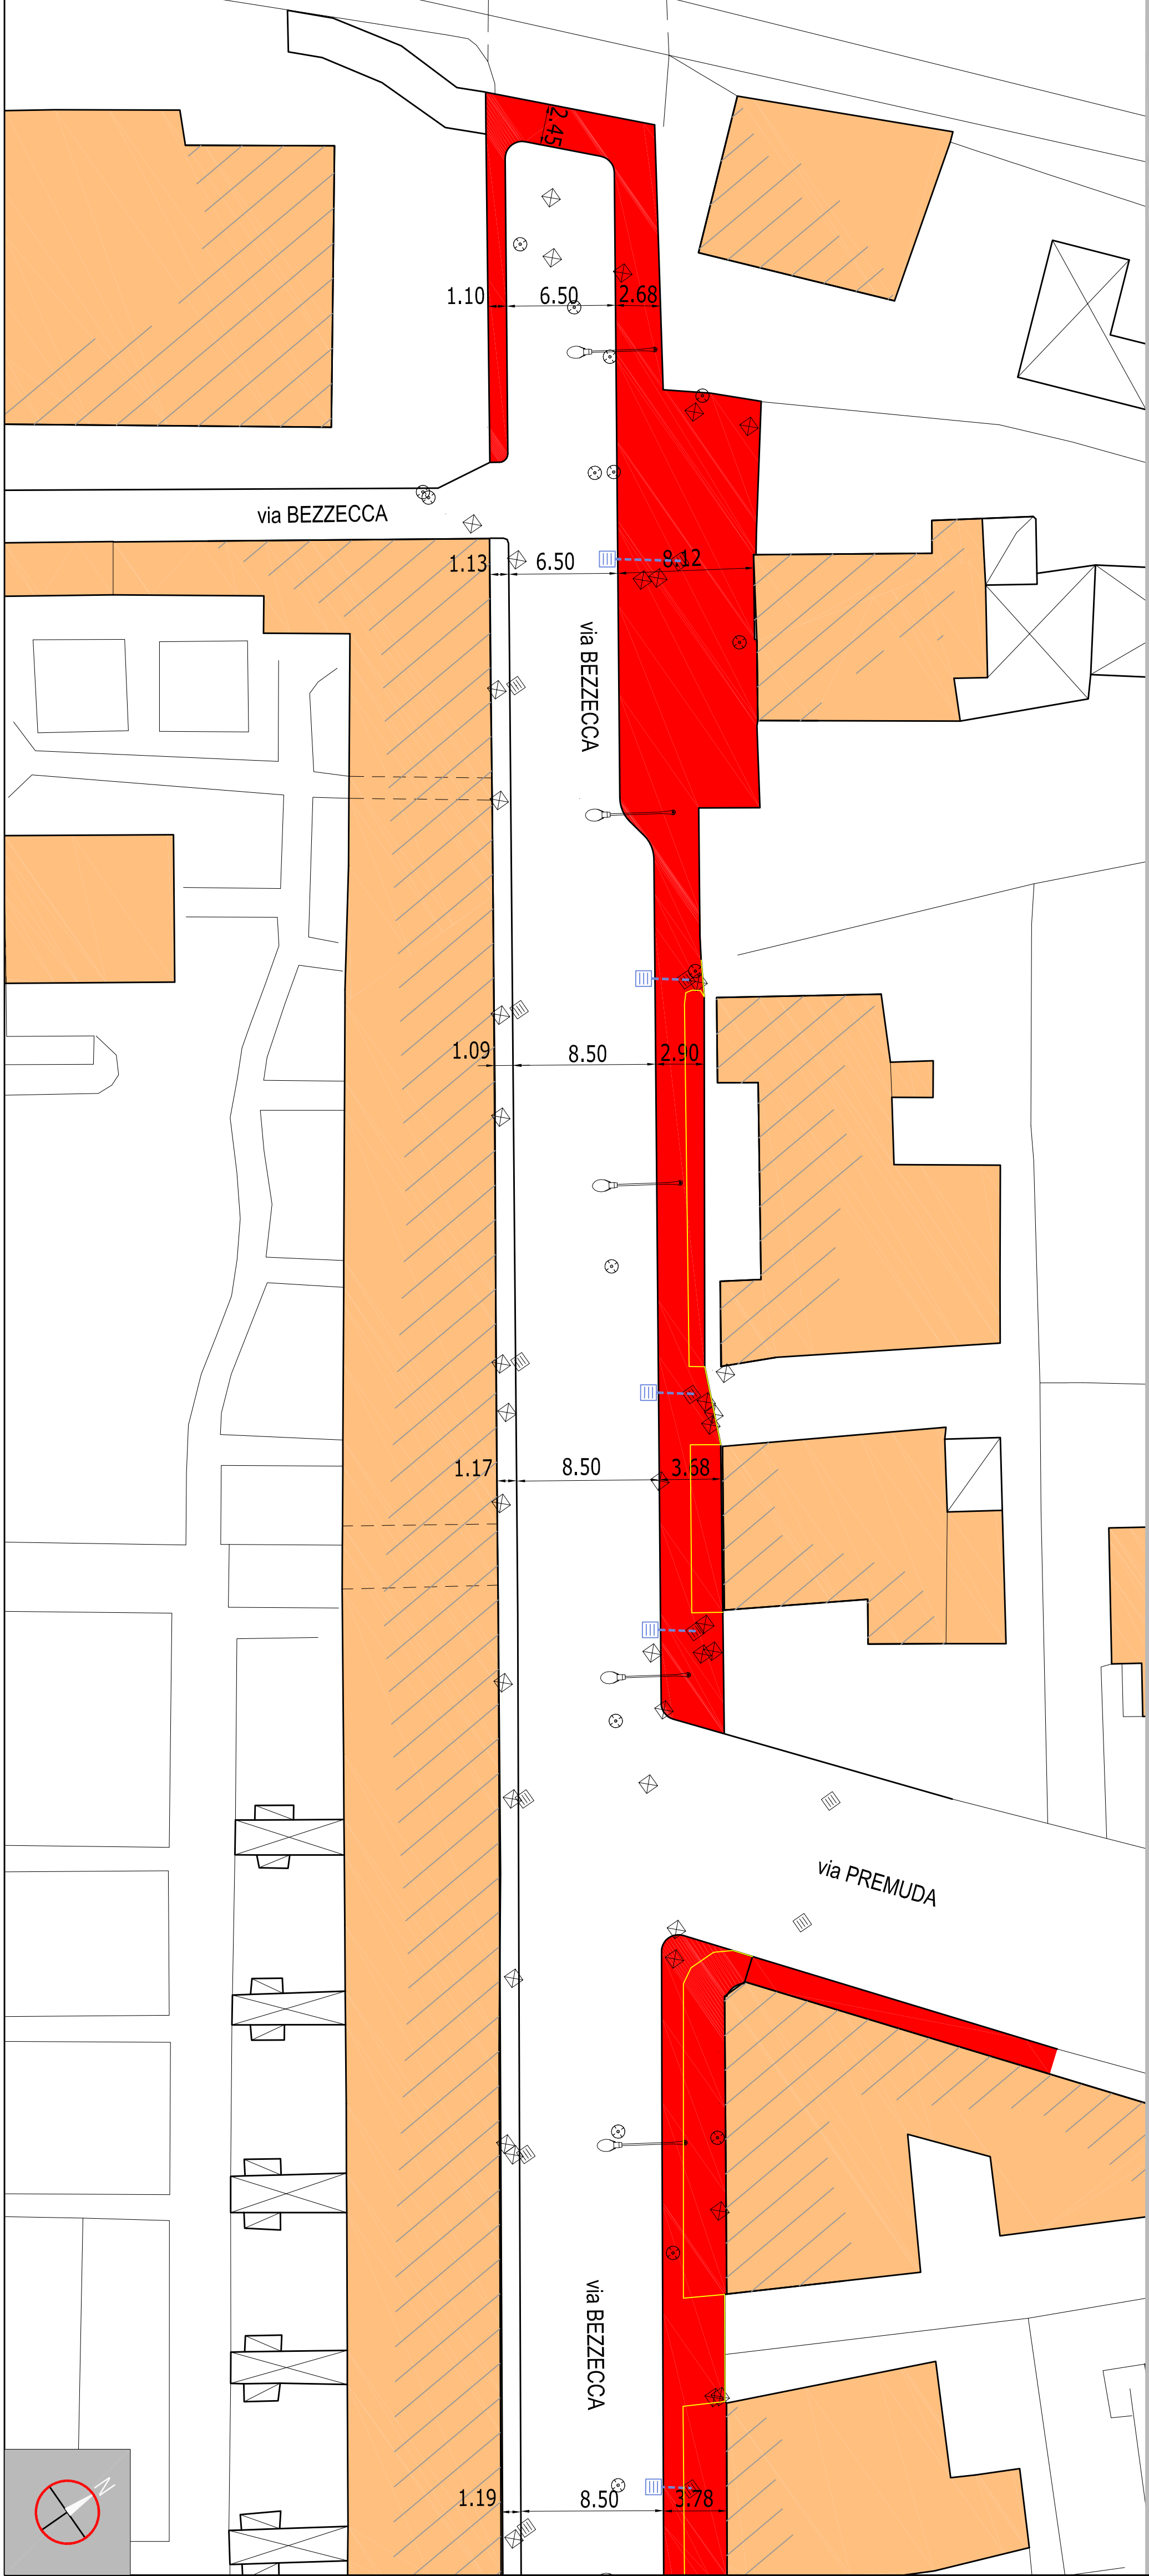 2.45
1.10 6.50 2.68
via BEZZECCA
1.13 6.50 8.12
via BEZZECCA
1.09 8.50 2.90
1.17 8.50 3.68
via PREMUDA
via BEZZECCA
1.19 8.50 3.78
N